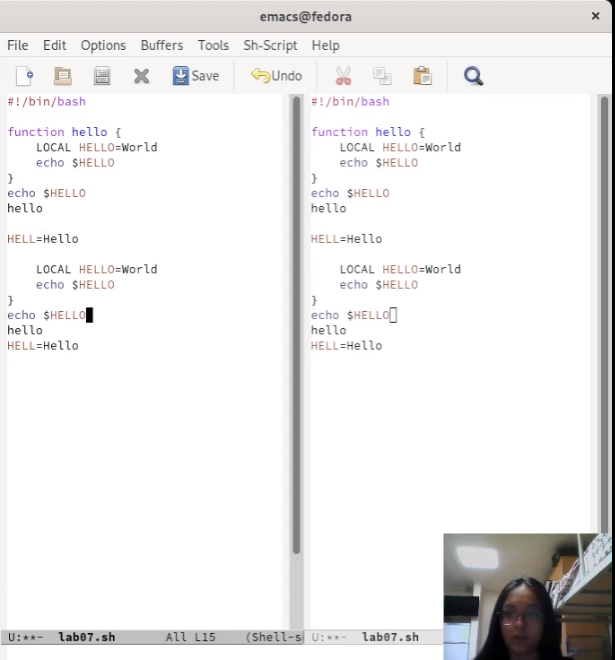 emacs@fedora
×
File Edit Options Buffers Tools Sh-Script Help
Save Undo
#!/bin/bash
function hello {
LOCAL HELLO=World
echo $HELLO
}
echo $HELLO
hello
HELL=Hello
LOCAL HELLO=World
echo $HELLO
}
echo $HELLO
hello
HELL=Hello
U:**- lab07.sh All L15 (Shell-s
#!/bin/bash
function hello {
LOCAL HELLO=World
echo $HELLO
}
echo $HELLO
hello
HELL=Hello
LOCAL HELLO=World
echo $HELLO
}
echo $HELLO
hello
HELL=Hello
U:**- lab07.sh